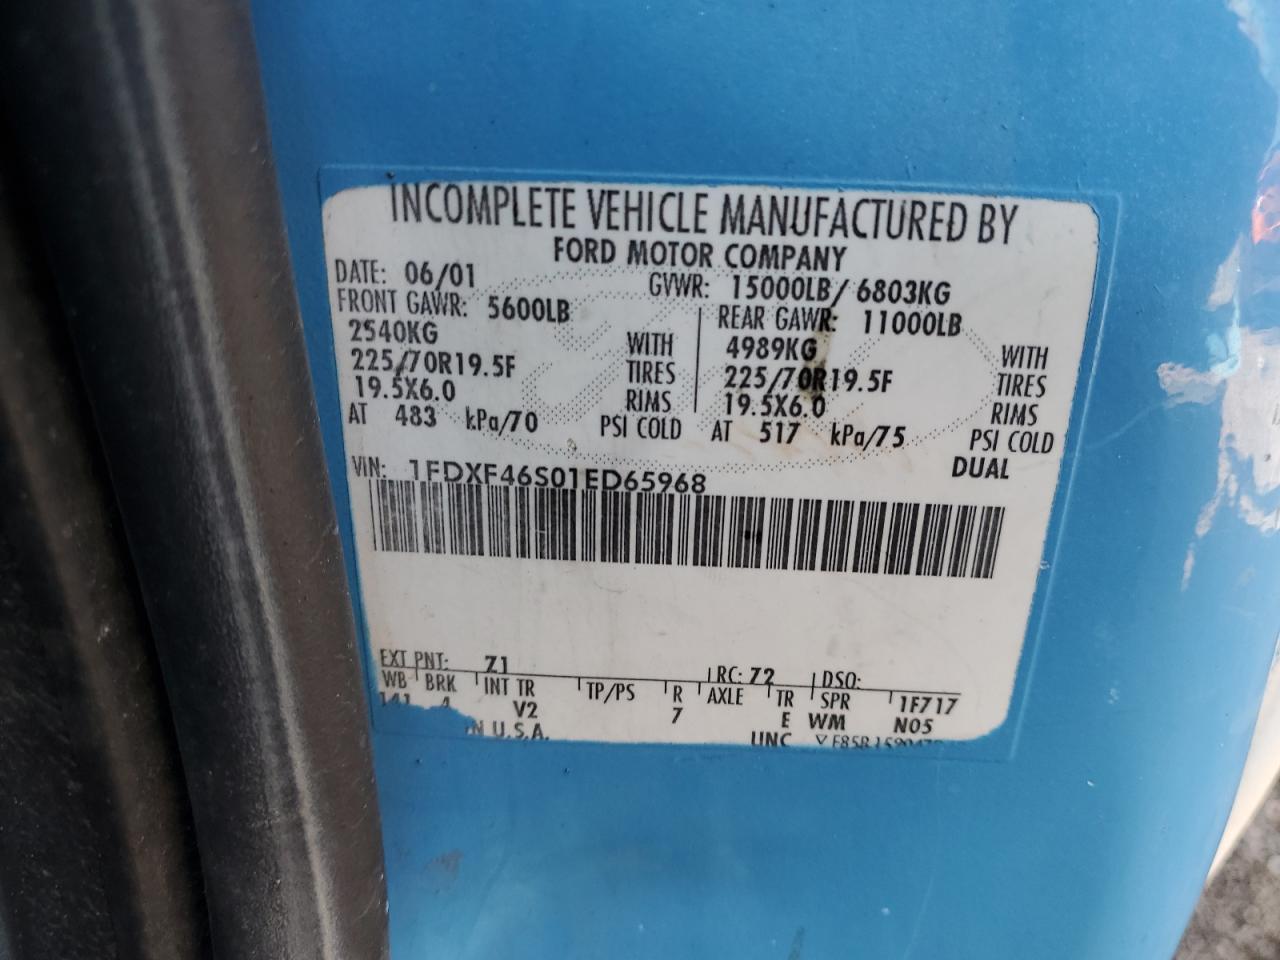 INCOMPLETE VEHICLE MANUFACTURED BY
FORD MOTOR COMPANY
DATE: 06/01 GVWR: 15000LB/ 6803KG
FRONT GAWR: 5600LB REAR GAWR: 11000LB
2540KG WITH 4989KG WITH
225/70R19.5F TIRES 225/70R19.5F TIRES
19.5X6.0 RIMS 19.5X6.0 RIMS
AT 483 kPa/70 PSI COLD AT 517 kPa/75 PSI COLD
DUAL
VIN: 1FDXF46S01ED65968
EXT PNT: Z1 RC: 72 DSO:
WB BRK INT TR TP/PS R AXLE TR SPR 1F717
141 4 V2 7 E WM N05
N U.S.A. UNC